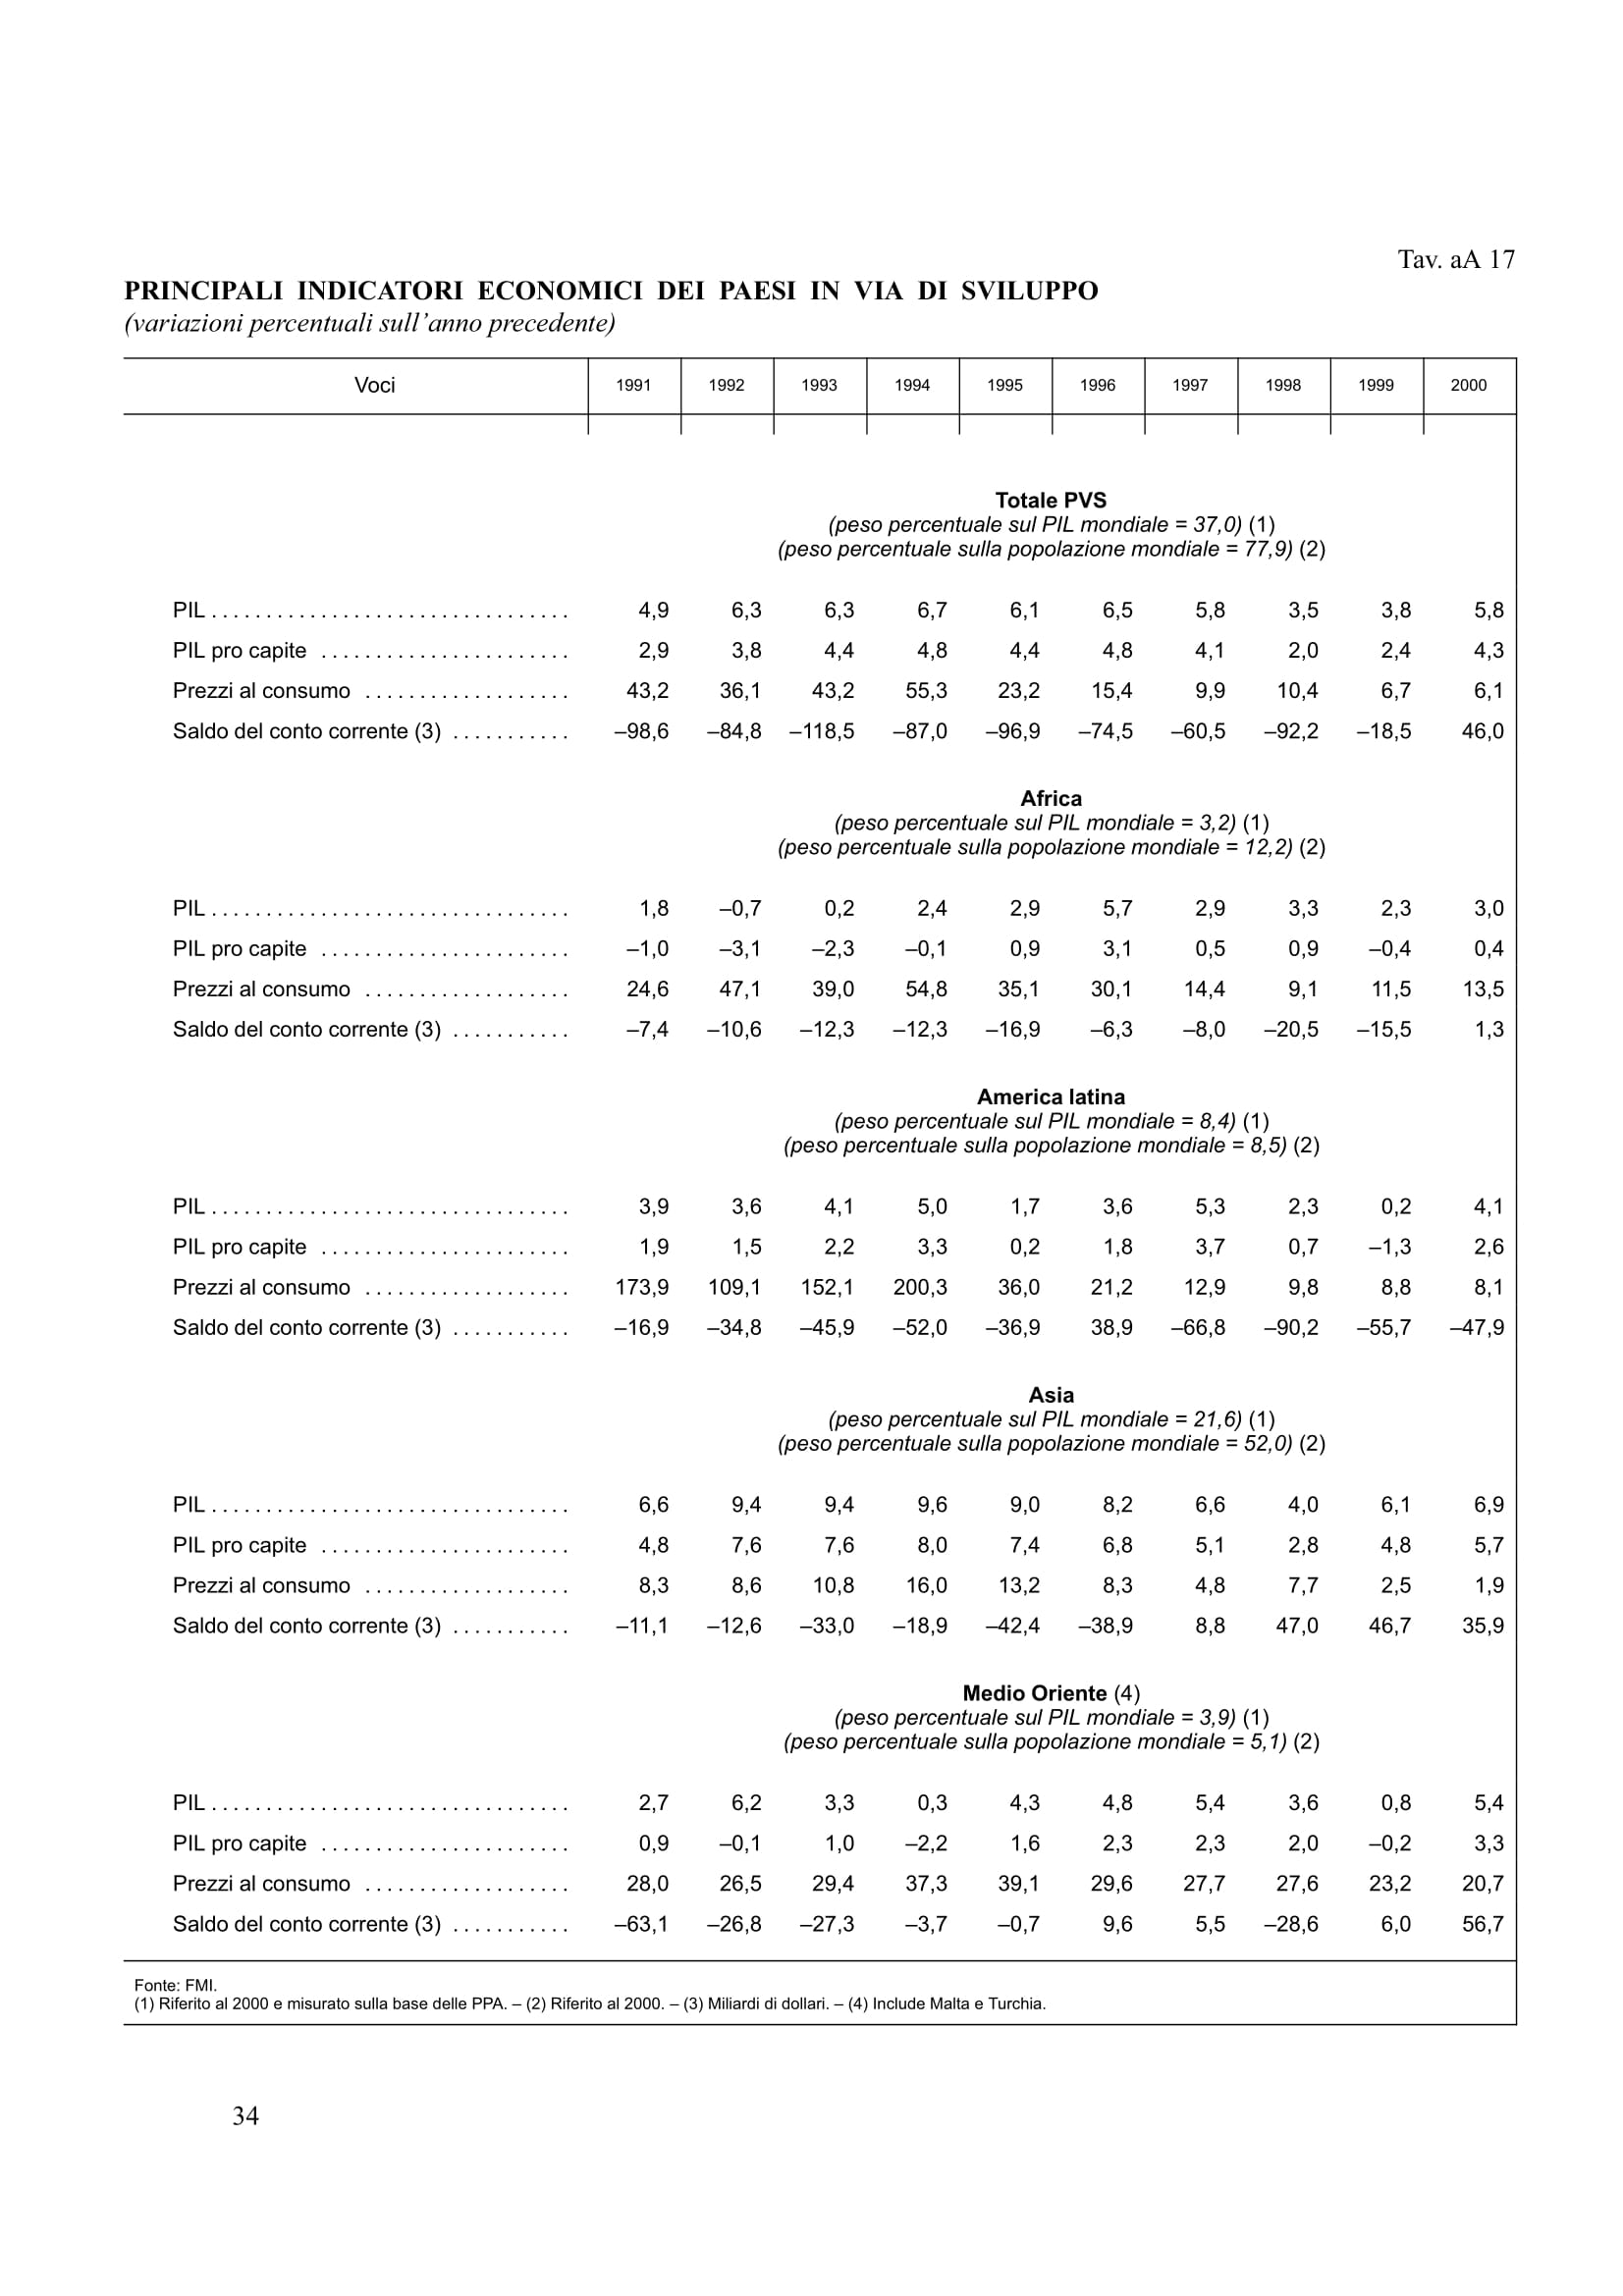 Tav. aA 17
PRINCIPALI INDICATORI ECONOMICI DEI PAESI IN VIA DI SVILUPPO
(variazioni percentuali sull’anno precedente)
Voci 1991 1992 1993 1994 1995 1996 1997 1998 1999 2000
Totale PVS
(peso percentuale sul PIL mondiale = 37,0) (1)
(peso percentuale sulla popolazione mondiale = 77,9) (2)
PIL . . . . . . . . . . . . . . . . . . . . . . . . . . . . . . . . . 4,9 6,3 6,3 6,7 6,1 6,5 5,8 3,5 3,8 5,8
PIL pro capite . . . . . . . . . . . . . . . . . . . . . . . 2,9 3,8 4,4 4,8 4,4 4,8 4,1 2,0 2,4 4,3
Prezzi al consumo . . . . . . . . . . . . . . . . . . . 43,2 36,1 43,2 55,3 23,2 15,4 9,9 10,4 6,7 6,1
Saldo del conto corrente (3) . . . . . . . . . . . –98,6 –84,8 –118,5 –87,0 –96,9 –74,5 –60,5 –92,2 –18,5 46,0
Africa
(peso percentuale sul PIL mondiale = 3,2) (1)
(peso percentuale sulla popolazione mondiale = 12,2) (2)
PIL . . . . . . . . . . . . . . . . . . . . . . . . . . . . . . . . . 1,8 –0,7 0,2 2,4 2,9 5,7 2,9 3,3 2,3 3,0
PIL pro capite . . . . . . . . . . . . . . . . . . . . . . . –1,0 –3,1 –2,3 –0,1 0,9 3,1 0,5 0,9 –0,4 0,4
Prezzi al consumo . . . . . . . . . . . . . . . . . . . 24,6 47,1 39,0 54,8 35,1 30,1 14,4 9,1 11,5 13,5
Saldo del conto corrente (3) . . . . . . . . . . . –7,4 –10,6 –12,3 –12,3 –16,9 –6,3 –8,0 –20,5 –15,5 1,3
America latina
(peso percentuale sul PIL mondiale = 8,4) (1)
(peso percentuale sulla popolazione mondiale = 8,5) (2)
PIL . . . . . . . . . . . . . . . . . . . . . . . . . . . . . . . . . 3,9 3,6 4,1 5,0 1,7 3,6 5,3 2,3 0,2 4,1
PIL pro capite . . . . . . . . . . . . . . . . . . . . . . . 1,9 1,5 2,2 3,3 0,2 1,8 3,7 0,7 –1,3 2,6
Prezzi al consumo . . . . . . . . . . . . . . . . . . . 173,9 109,1 152,1 200,3 36,0 21,2 12,9 9,8 8,8 8,1
Saldo del conto corrente (3) . . . . . . . . . . . –16,9 –34,8 –45,9 –52,0 –36,9 38,9 –66,8 –90,2 –55,7 –47,9
Asia
(peso percentuale sul PIL mondiale = 21,6) (1)
(peso percentuale sulla popolazione mondiale = 52,0) (2)
PIL . . . . . . . . . . . . . . . . . . . . . . . . . . . . . . . . . 6,6 9,4 9,4 9,6 9,0 8,2 6,6 4,0 6,1 6,9
PIL pro capite . . . . . . . . . . . . . . . . . . . . . . . 4,8 7,6 7,6 8,0 7,4 6,8 5,1 2,8 4,8 5,7
Prezzi al consumo . . . . . . . . . . . . . . . . . . . 8,3 8,6 10,8 16,0 13,2 8,3 4,8 7,7 2,5 1,9
Saldo del conto corrente (3) . . . . . . . . . . . –11,1 –12,6 –33,0 –18,9 –42,4 –38,9 8,8 47,0 46,7 35,9
Medio Oriente (4)
(peso percentuale sul PIL mondiale = 3,9) (1)
(peso percentuale sulla popolazione mondiale = 5,1) (2)
PIL . . . . . . . . . . . . . . . . . . . . . . . . . . . . . . . . . 2,7 6,2 3,3 0,3 4,3 4,8 5,4 3,6 0,8 5,4
PIL pro capite . . . . . . . . . . . . . . . . . . . . . . . 0,9 –0,1 1,0 –2,2 1,6 2,3 2,3 2,0 –0,2 3,3
Prezzi al consumo . . . . . . . . . . . . . . . . . . . 28,0 26,5 29,4 37,3 39,1 29,6 27,7 27,6 23,2 20,7
Saldo del conto corrente (3) . . . . . . . . . . . –63,1 –26,8 –27,3 –3,7 –0,7 9,6 5,5 –28,6 6,0 56,7
Fonte: FMI.
(1) Riferito al 2000 e misurato sulla base delle PPA. – (2) Riferito al 2000. – (3) Miliardi di dollari. – (4) Include Malta e Turchia.
34